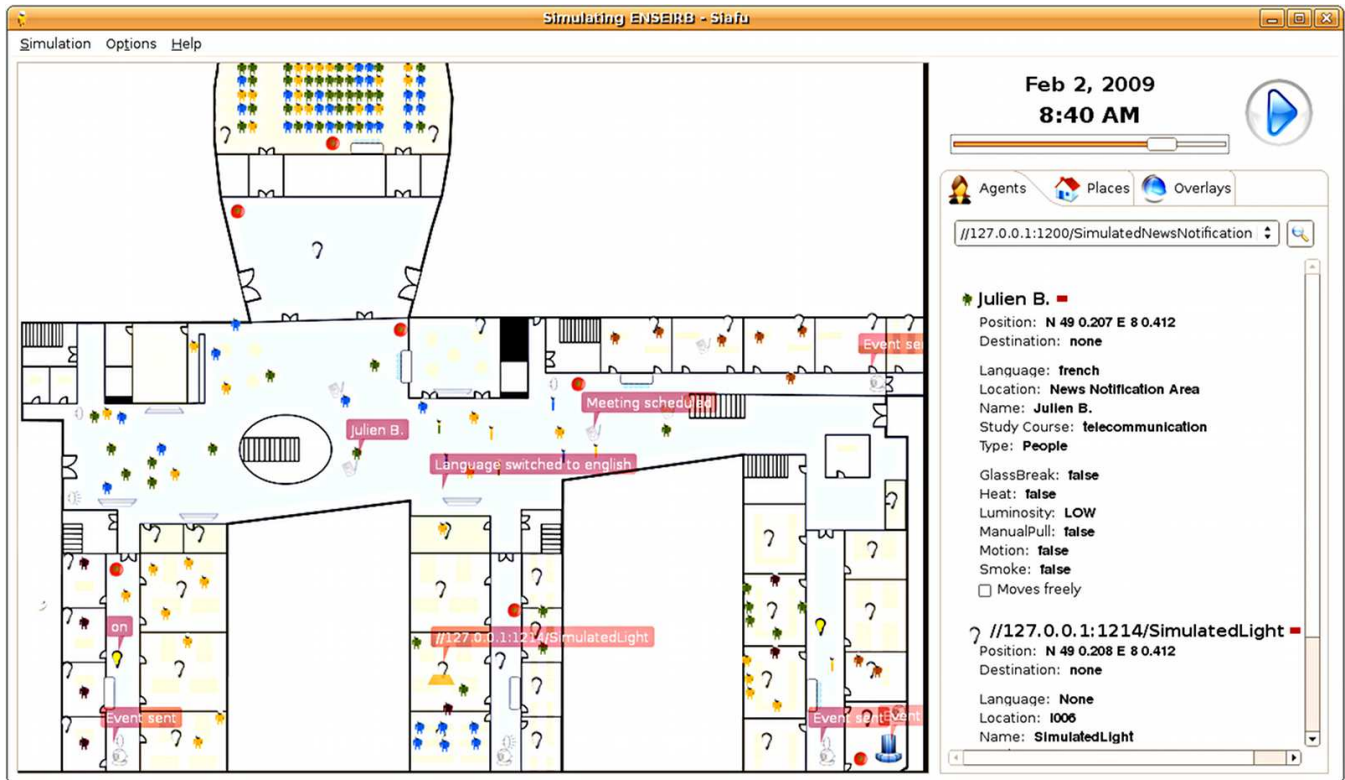 Simulating ENSEIRB - Siafu
Simulation Options Help
Feb 2, 2009
8:40 AM
Agents Places Overlays
//127.0.0.1:1200/SimulatedNewsNotification
Julien B.
Position: N 49 0.207 E 8 0.412
Destination: none
Language: french
Location: News Notification Area
Name: Julien B.
Study Course: telecommunication
Type: People
GlassBreak: false
Heat: false
Luminosity: LOW
ManualPull: false
Motion: false
Smoke: false
Moves freely
//127.0.0.1:1214/SimulatedLight
Position: N 49 0.208 E 8 0.412
Destination: none
Language: None
Location: I006
Name: SimulatedLight
Event se
Meeting scheduled
Julien B.
Language switched to english
on
//127.0.0.1:1214/SimulatedLight
Event sent
Event sent
Event